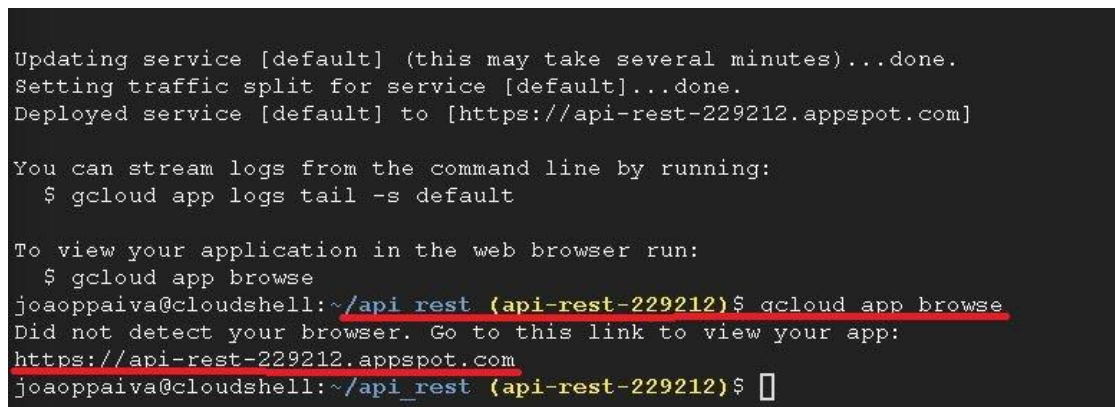 Updating service [default] (this may take several minutes)...done.
Setting traffic split for service [default]...done.
Deployed service [default] to [https://api-rest-229212.appspot.com]
You can stream logs from the command line by running:
$ gcloud app logs tail -s default
To view your application in the web browser run:
$ gcloud app browse
joaoppaiva@cloudshell:~/api_rest (api-rest-229212)$ gcloud app browse
Did not detect your browser. Go to this link to view your app:
https://api-rest-229212.appspot.com
joaoppaiva@cloudshell:~/api_rest (api-rest-229212)$